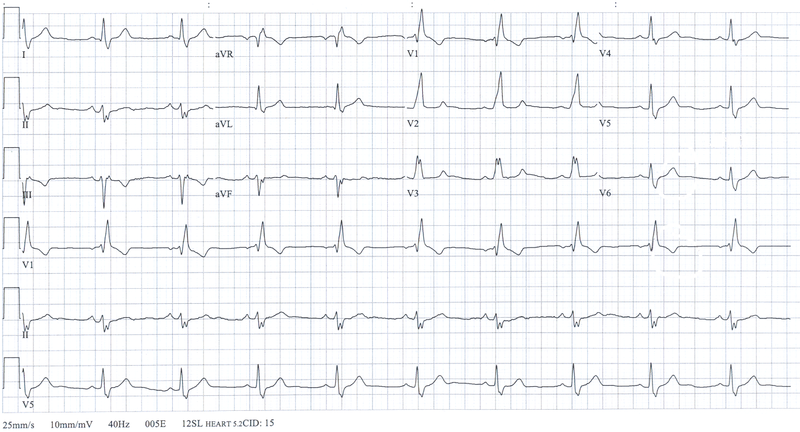 I aVR V1 V4
II aVL V2 V5
III aVF V3 V6
V1
II
V5
25mm/s 10mm/mV 40Hz 005E 12SL HEART 5.2CID: 15